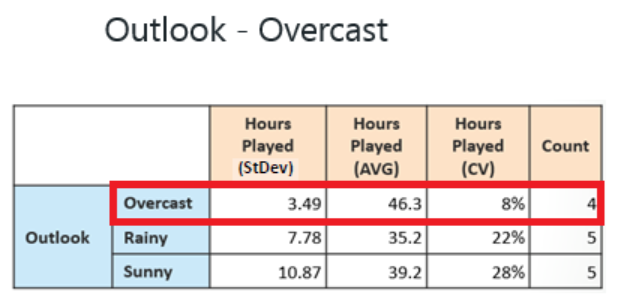 Outlook - Overcast
Hours Played (StDev) Hours Played (AVG) Hours Played (CV) Count
Outlook Overcast 3.49 46.3 8% 4
Rainy 7.78 35.2 22% 5
Sunny 10.87 39.2 28% 5